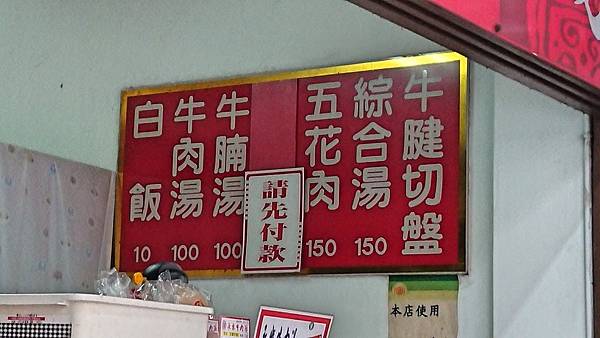 牛腱切盤
綜合湯 150
五花肉 150
請先付款
牛腩湯 100
牛肉湯 100
白飯 10
本店使用